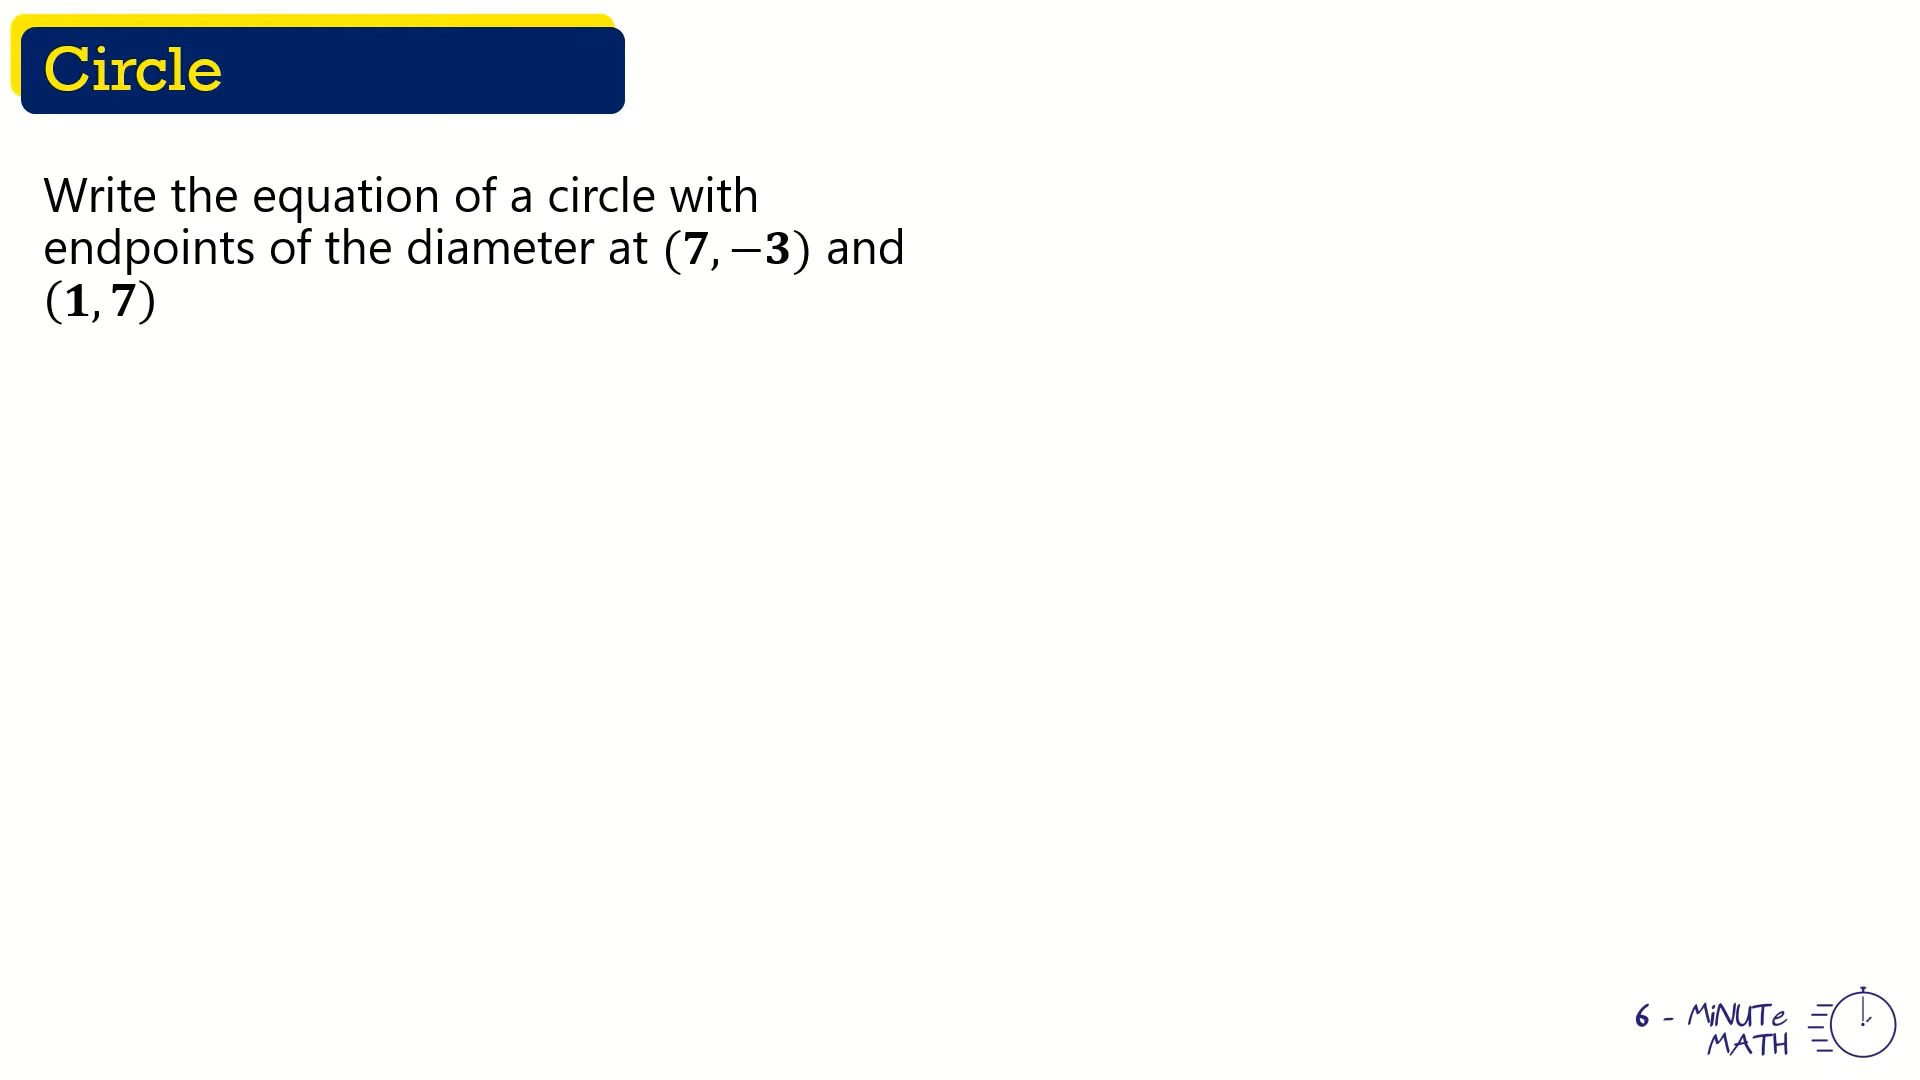 Circle
Write the equation of a circle with
endpoints of the diameter at (7, −3) and
(1, 7)
6 - MiNUTe
MATH